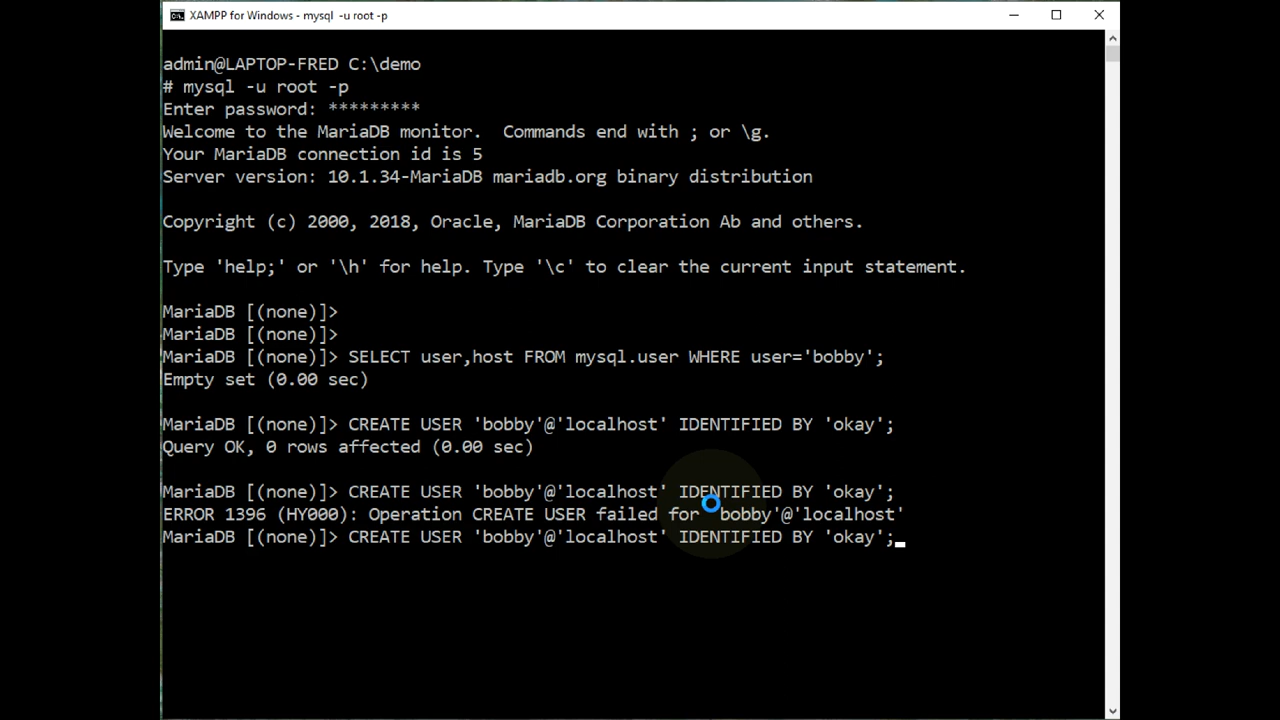 XAMPP for Windows - mysql -u root -p
admin@LAPTOP-FRED C:\demo
# mysql -u root -p
Enter password: *********
Welcome to the MariaDB monitor.  Commands end with ; or \g.
Your MariaDB connection id is 5
Server version: 10.1.34-MariaDB mariadb.org binary distribution
Copyright (c) 2000, 2018, Oracle, MariaDB Corporation Ab and others.
Type 'help;' or '\h' for help. Type '\c' to clear the current input statement.
MariaDB [(none)]>
MariaDB [(none)]>
MariaDB [(none)]> SELECT user,host FROM mysql.user WHERE user='bobby';
Empty set (0.00 sec)
MariaDB [(none)]> CREATE USER 'bobby'@'localhost' IDENTIFIED BY 'okay';
Query OK, 0 rows affected (0.00 sec)
MariaDB [(none)]> CREATE USER 'bobby'@'localhost' IDENTIFIED BY 'okay';
ERROR 1396 (HY000): Operation CREATE USER failed for 'bobby'@'localhost'
MariaDB [(none)]> CREATE USER 'bobby'@'localhost' IDENTIFIED BY 'okay';